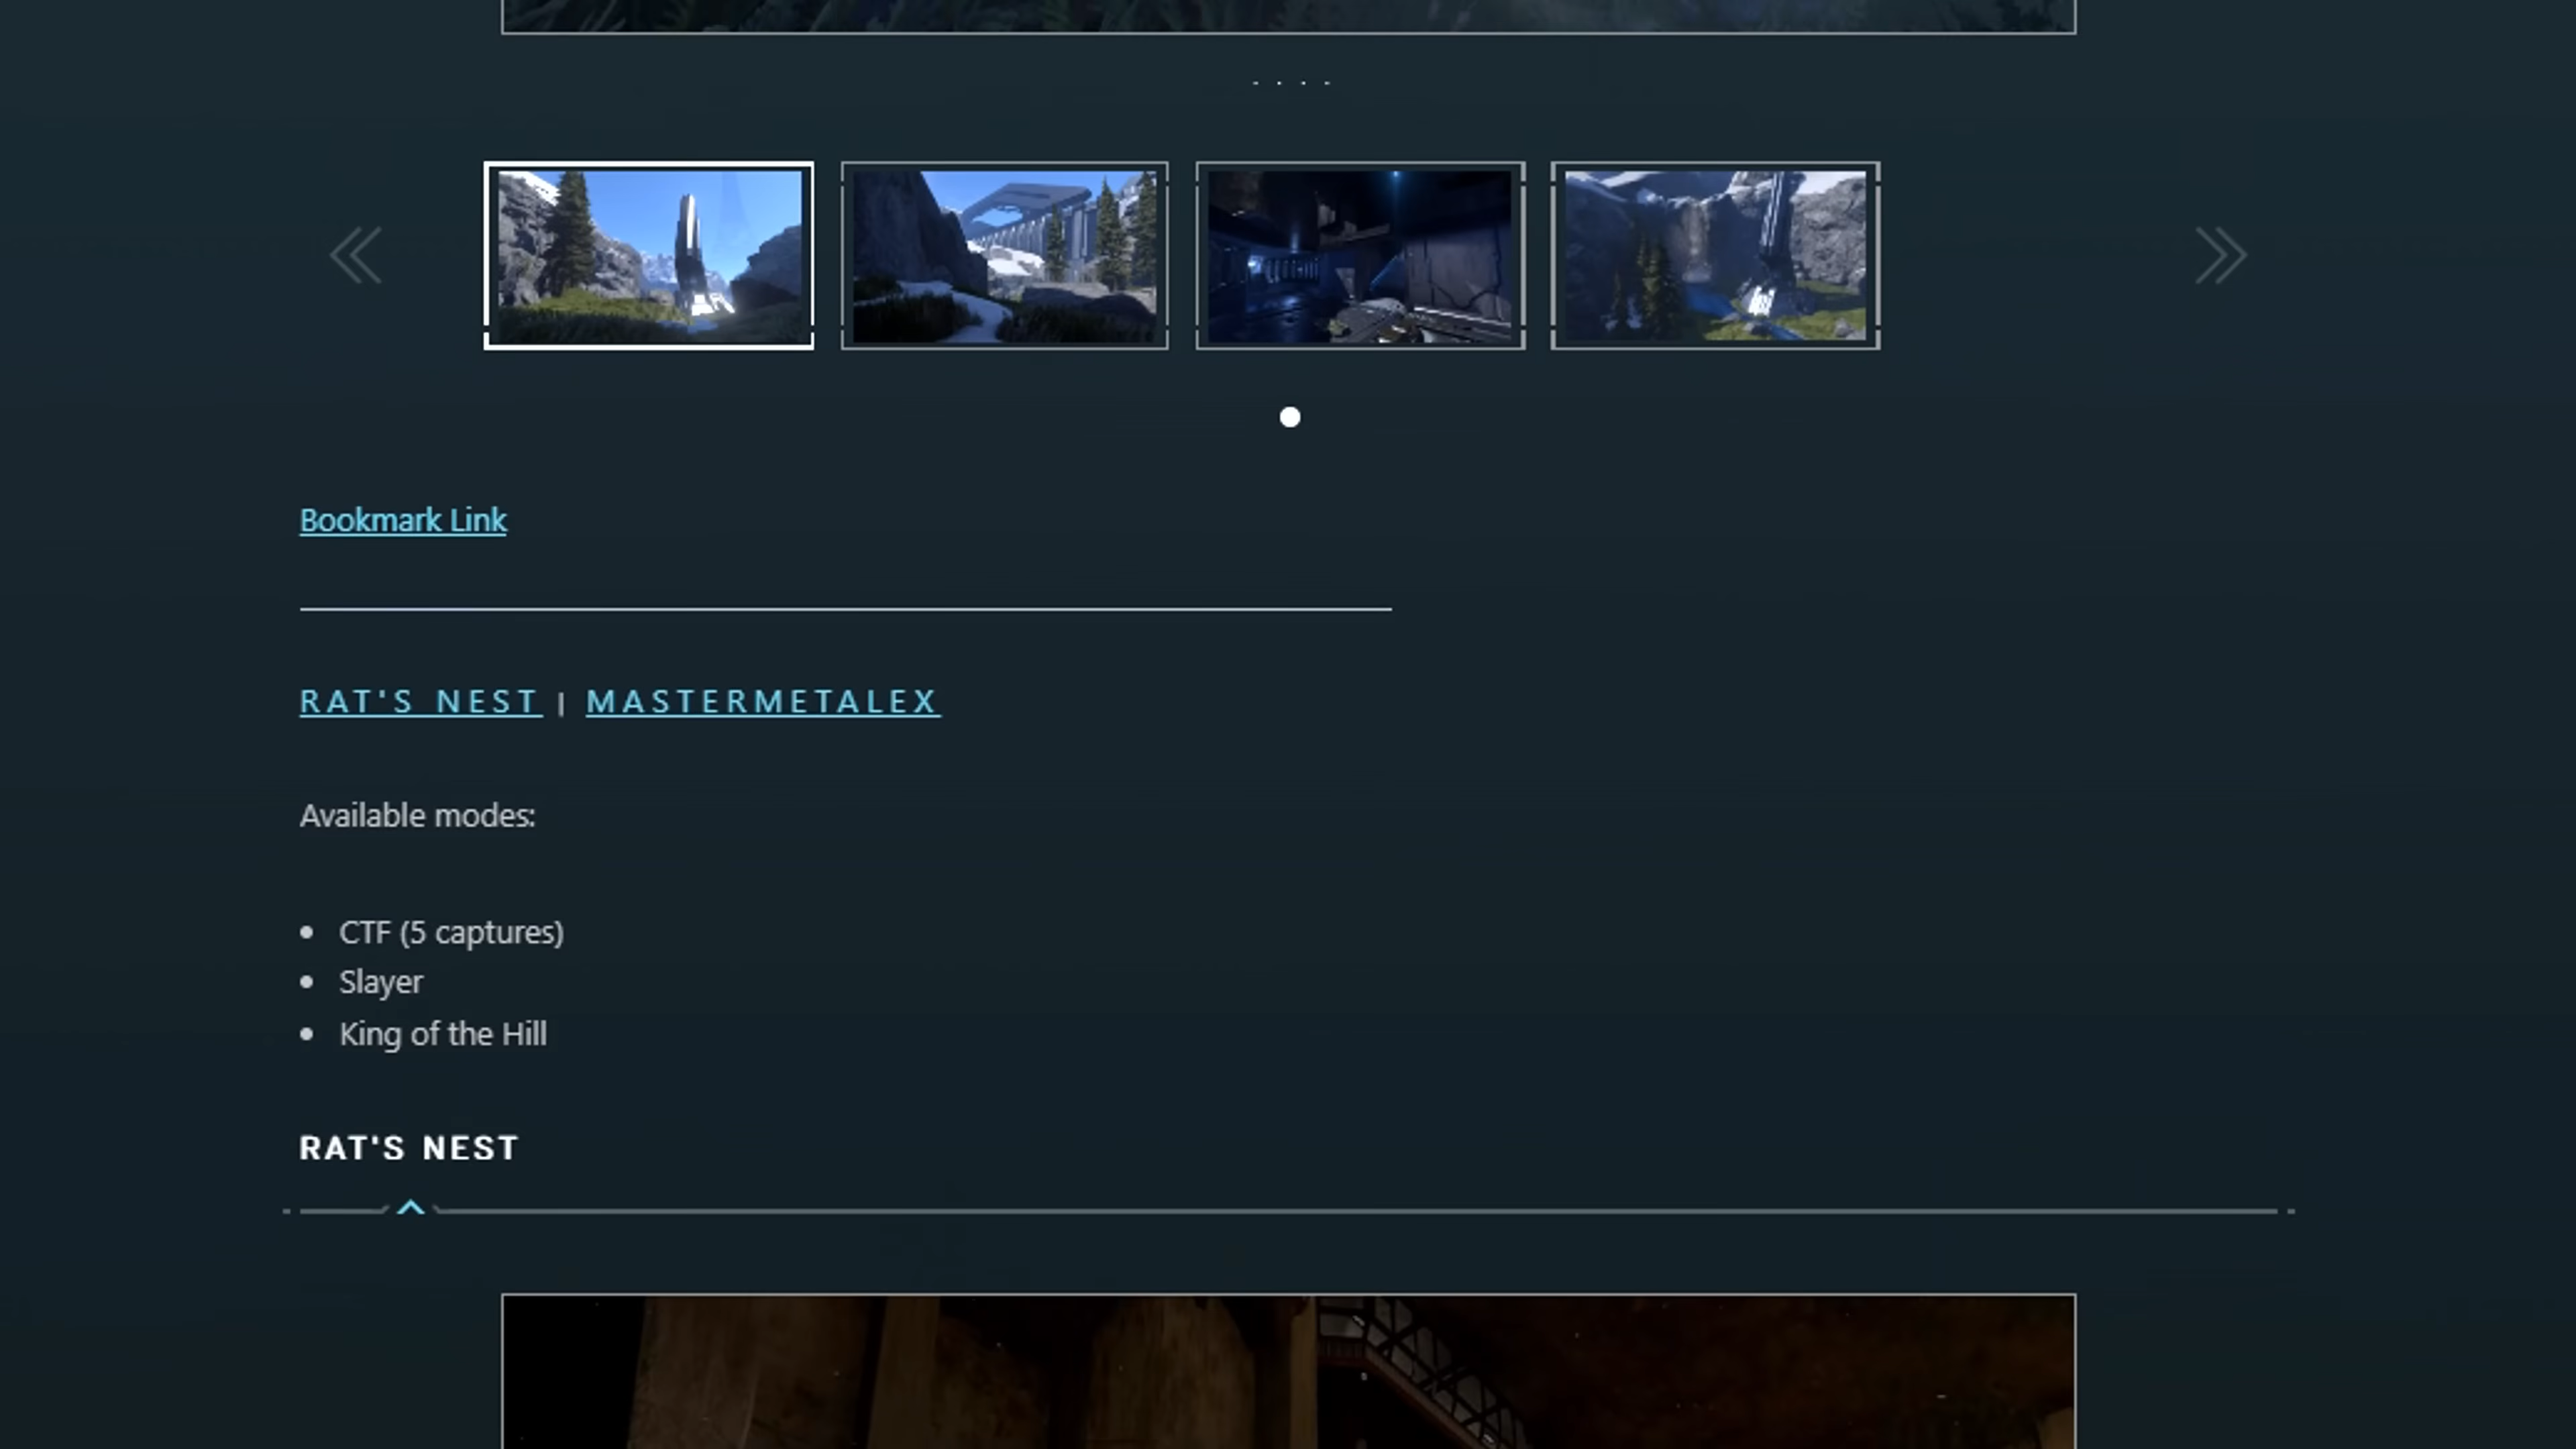 Bookmark Link
RAT'S NEST | MASTERMETALEX
Available modes:
• CTF (5 captures)
• Slayer
• King of the Hill
RAT'S NEST